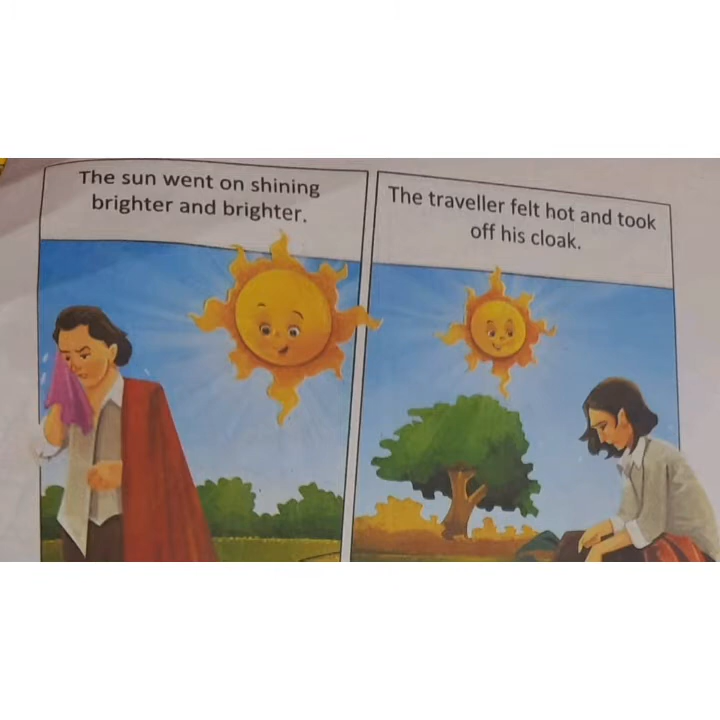 The sun went on shining
brighter and brighter.
The traveller felt hot and took
off his cloak.